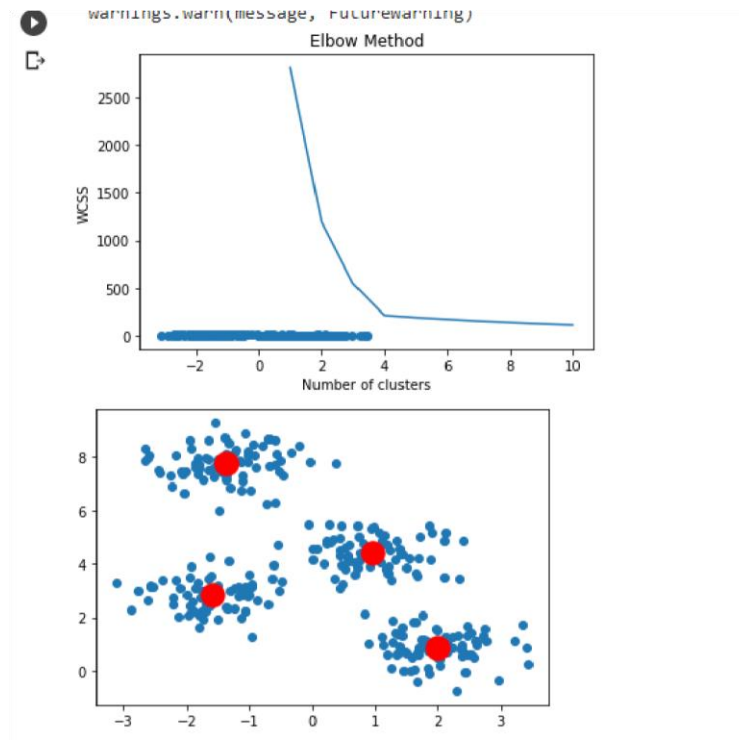 warnings.warn(message, FutureWarning)
Elbow Method
2500
2000
1500
1000
500
0
WCSS
−2 0 2 4 6 8 10
Number of clusters
8
6
4
2
0
−3 −2 −1 0 1 2 3